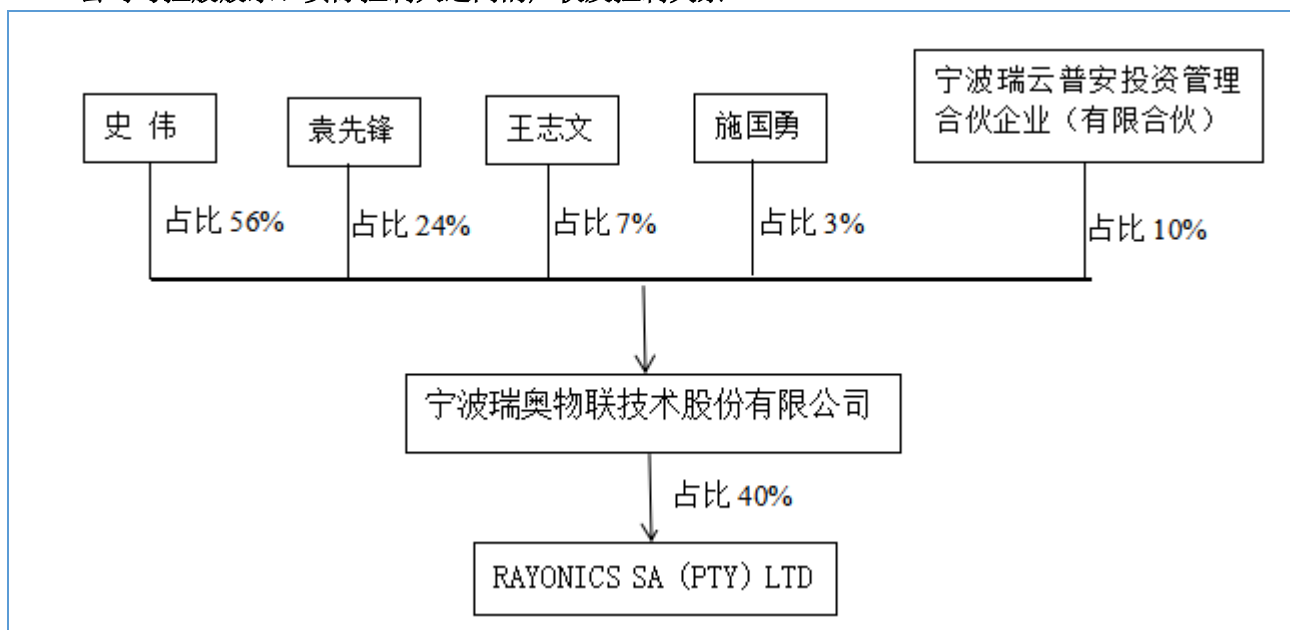 史 伟
袁先锋
王志文
施国勇
宁波瑞云普安投资管理
合伙企业（有限合伙）
占比 56%
占比 24%
占比 7%
占比 3%
占比 10%
宁波瑞奥物联技术股份有限公司
占比 40%
RAYONICS SA (PTY) LTD